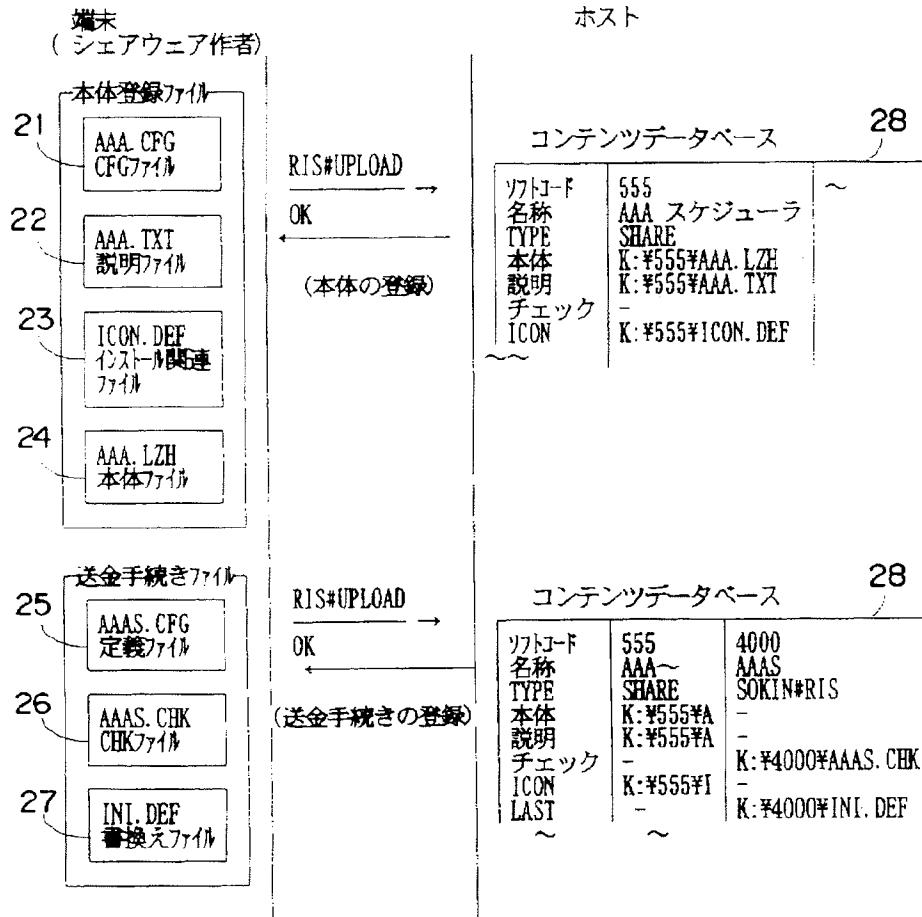 端末
( シェアウェア作者)
ホスト
本体登録ファイル
21
AAA. CFG
CFGファイル
22
AAA. TXT
説明ファイル
23
ICON. DEF
インストール関連
ファイル
24
AAA. LZH
本体ファイル
RIS#UPLOAD
OK
(本体の登録)
コンテンツデータベース
28
ソフトコード 555 ～
名称 AAA スケジューラ
TYPE SHARE
本体 K:¥555¥AAA. LZH
説明 K:¥555¥AAA. TXT
チェック -
ICON K:¥555¥ICON. DEF
～～
送金手続きファイル
25
AAAS. CFG
定義ファイル
26
AAAS. CHK
CHKファイル
27
INI. DEF
書換えファイル
RIS#UPLOAD
OK
(送金手続きの登録)
コンテンツデータベース
28
ソフトコード 555 4000
名称 AAA～ AAAS
TYPE SHARE SOKIN#RIS
本体 K:¥555¥A -
説明 K:¥555¥A -
チェック - K:¥4000¥AAAS. CHK
ICON K:¥555¥I -
LAST - K:¥4000¥INI. DEF
～ ～